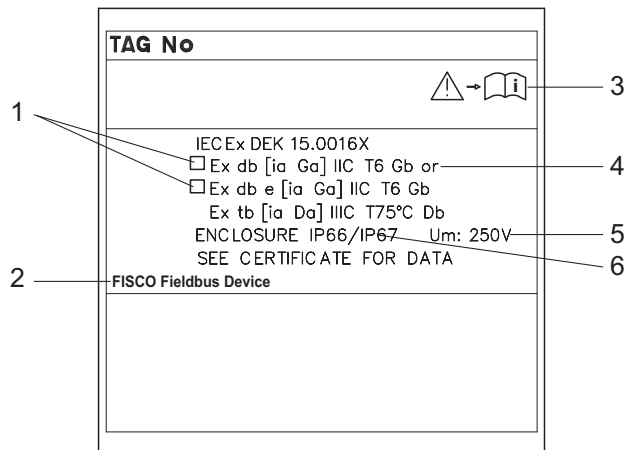 TAG No
i
3
1
IECEx DEK 15.0016X
Ex db [ia Ga] IIC T6 Gb or
4
Ex db e [ia Ga] IIC T6 Gb
Ex tb [ia Da] IIIC T75°C Db
ENCLOSURE IP66/IP67 Um: 250V
5
SEE CERTIFICATE FOR DATA
6
2
FISCO Fieldbus Device